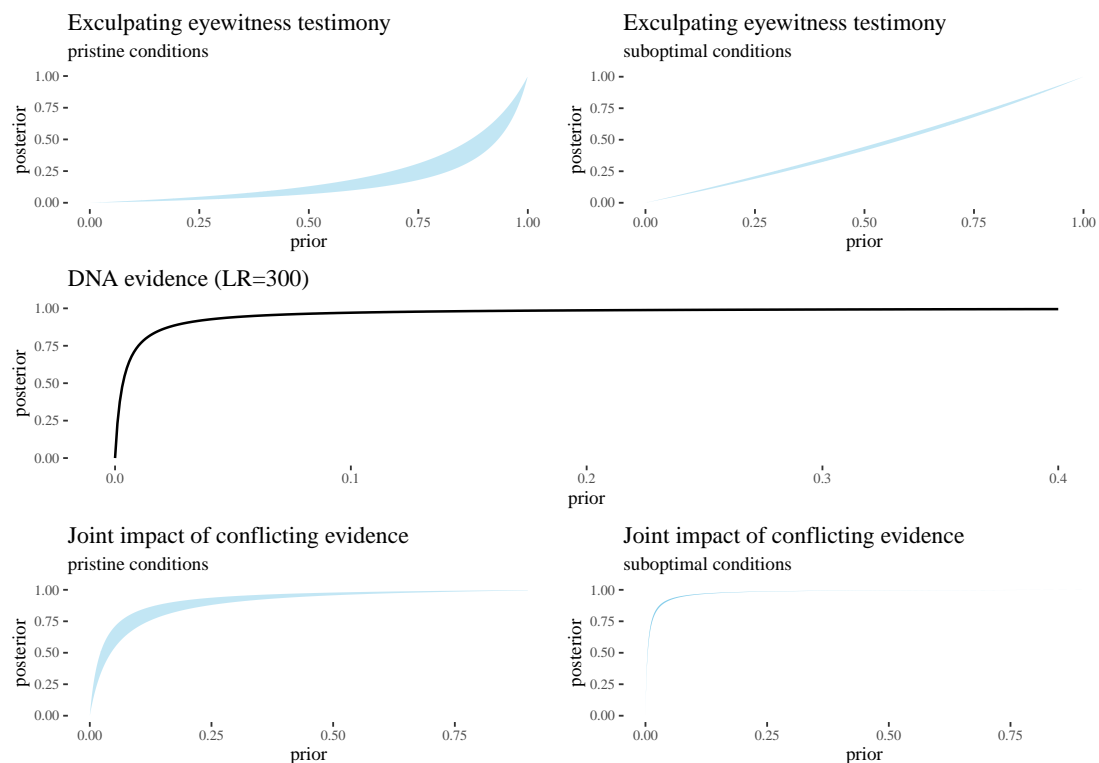 Exculpating eyewitness testimony
pristine conditions
1.00
0.75
0.50
0.25
0.00
posterior
0.00 0.25 0.50 0.75 1.00
prior
Exculpating eyewitness testimony
suboptimal conditions
1.00
0.75
0.50
0.25
0.00
posterior
0.00 0.25 0.50 0.75 1.00
prior
DNA evidence (LR=300)
1.00
0.75
0.50
0.25
0.00
posterior
0.0 0.1 0.2 0.3 0.4
prior
Joint impact of conflicting evidence
pristine conditions
1.00
0.75
0.50
0.25
0.00
posterior
0.00 0.25 0.50 0.75
prior
Joint impact of conflicting evidence
suboptimal conditions
1.00
0.75
0.50
0.25
0.00
posterior
0.00 0.25 0.50 0.75
prior